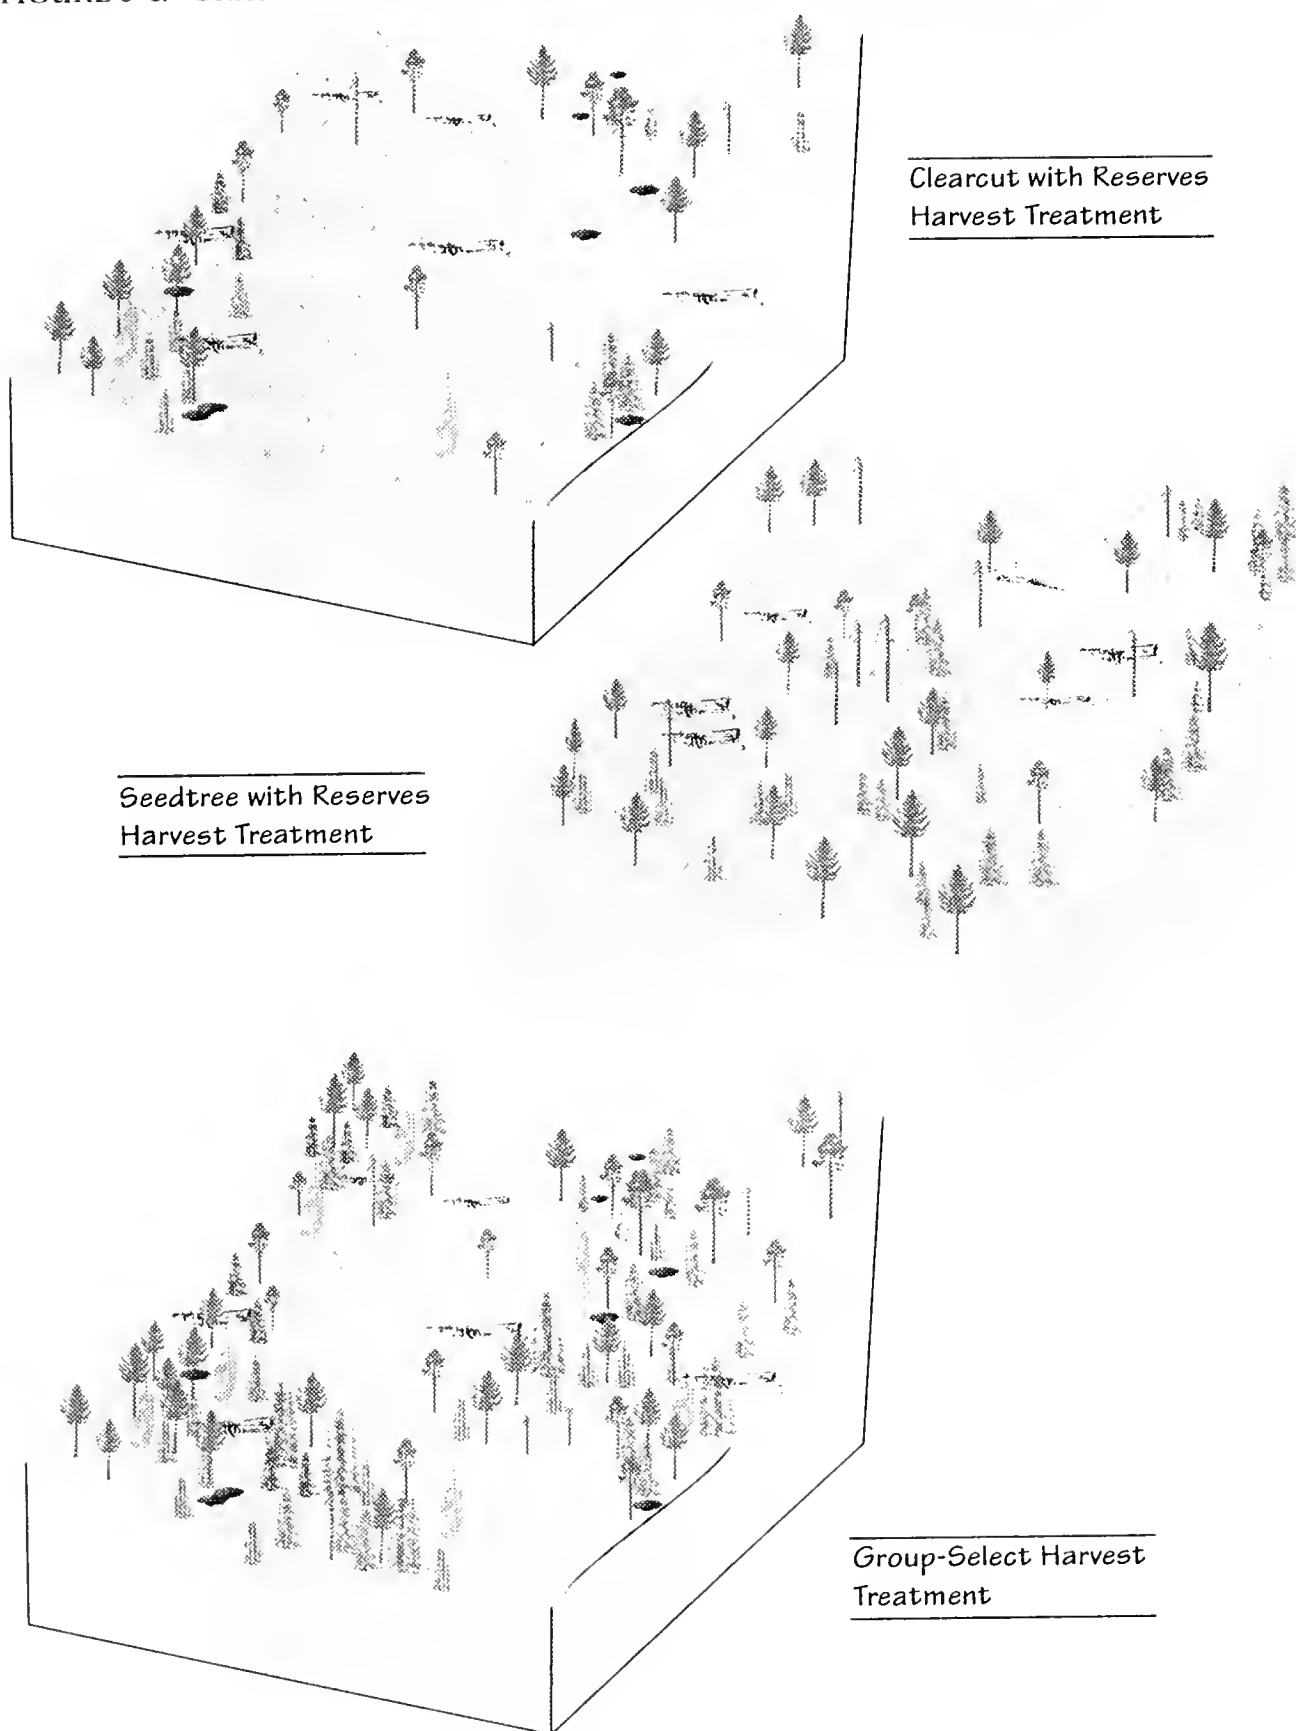 Clearcut with Reserves
Harvest Treatment
Seedtree with Reserves
Harvest Treatment
Group-Select Harvest
Treatment